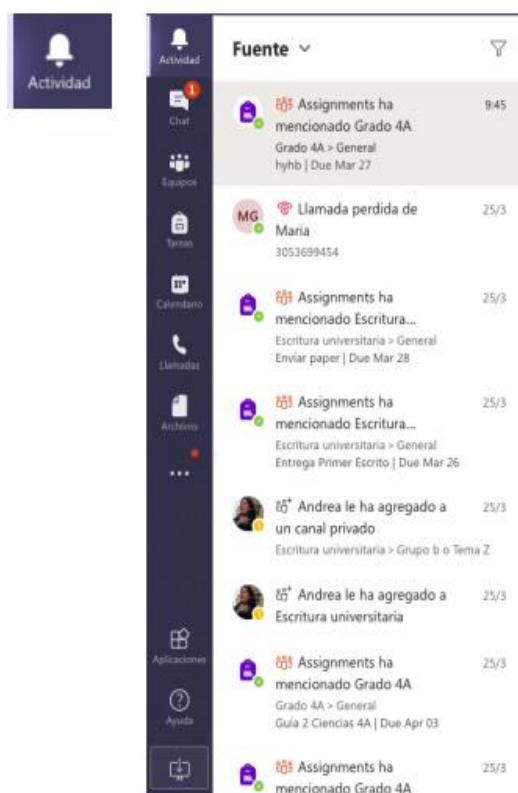 Actividad
Actividad
Chat
1
Equipos
Tareas
Calendario
Llamadas
Archivos
Aplicaciones
Ayuda
Fuente
Assignments ha 9:45
mencionado Grado 4A
Grado 4A > General
hyhb | Due Mar 27
MG
Llamada perdida de 25/3
Maria
3053699454
Assignments ha 25/3
mencionado Escritura...
Escritura universitaria > General
Enviar paper | Due Mar 28
Assignments ha 25/3
mencionado Escritura...
Escritura universitaria > General
Entrega Primer Escrito | Due Mar 26
Andrea le ha agregado a 25/3
un canal privado
Escritura universitaria > Grupo b o Tema Z
Andrea le ha agregado a 25/3
Escritura universitaria
Assignments ha 25/3
mencionado Grado 4A
Grado 4A > General
Guía 2 Ciencias 4A | Due Apr 03
Assignments ha 25/3
mencionado Grado 4A